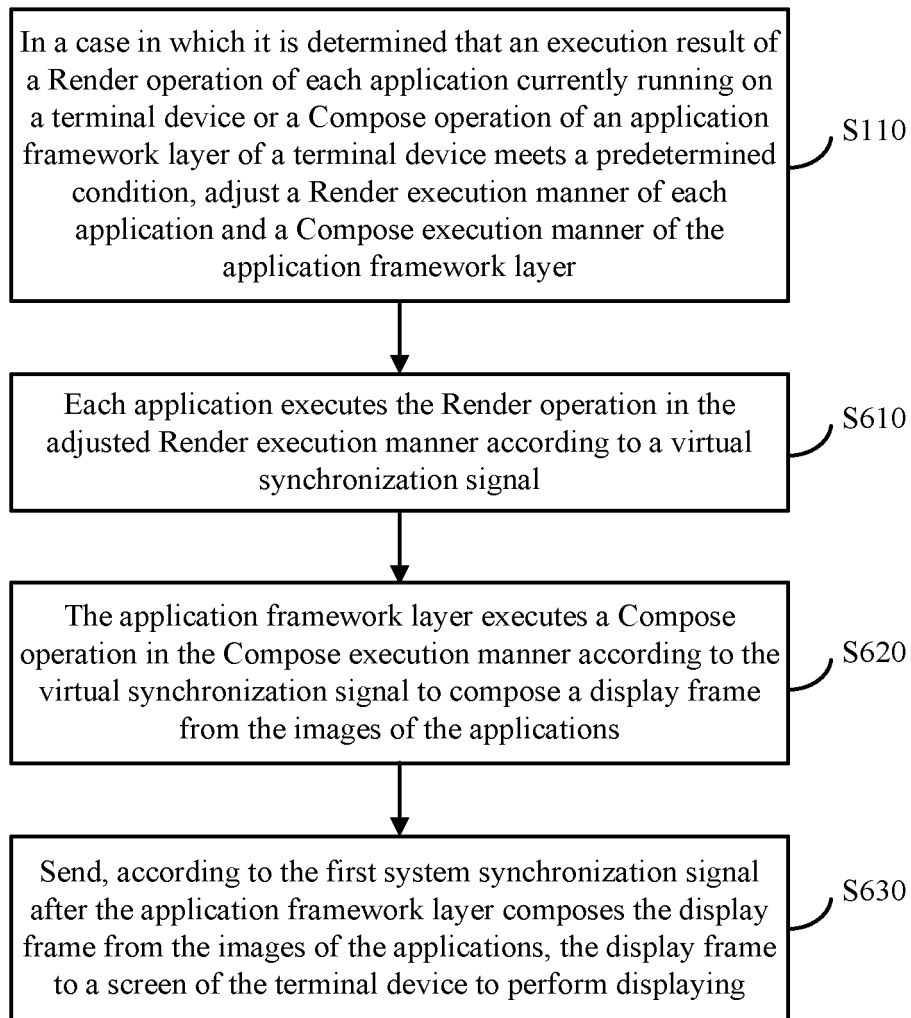 In a case in which it is determined that an execution result of
a Render operation of each application currently running on
a terminal device or a Compose operation of an application
framework layer of a terminal device meets a predetermined
condition, adjust a Render execution manner of each
application and a Compose execution manner of the
application framework layer
S110
Each application executes the Render operation in the
adjusted Render execution manner according to a virtual
synchronization signal
S610
The application framework layer executes a Compose
operation in the Compose execution manner according to the
virtual synchronization signal to compose a display frame
from the images of the applications
S620
Send, according to the first system synchronization signal
after the application framework layer composes the display
frame from the images of the applications, the display frame
to a screen of the terminal device to perform displaying
S630